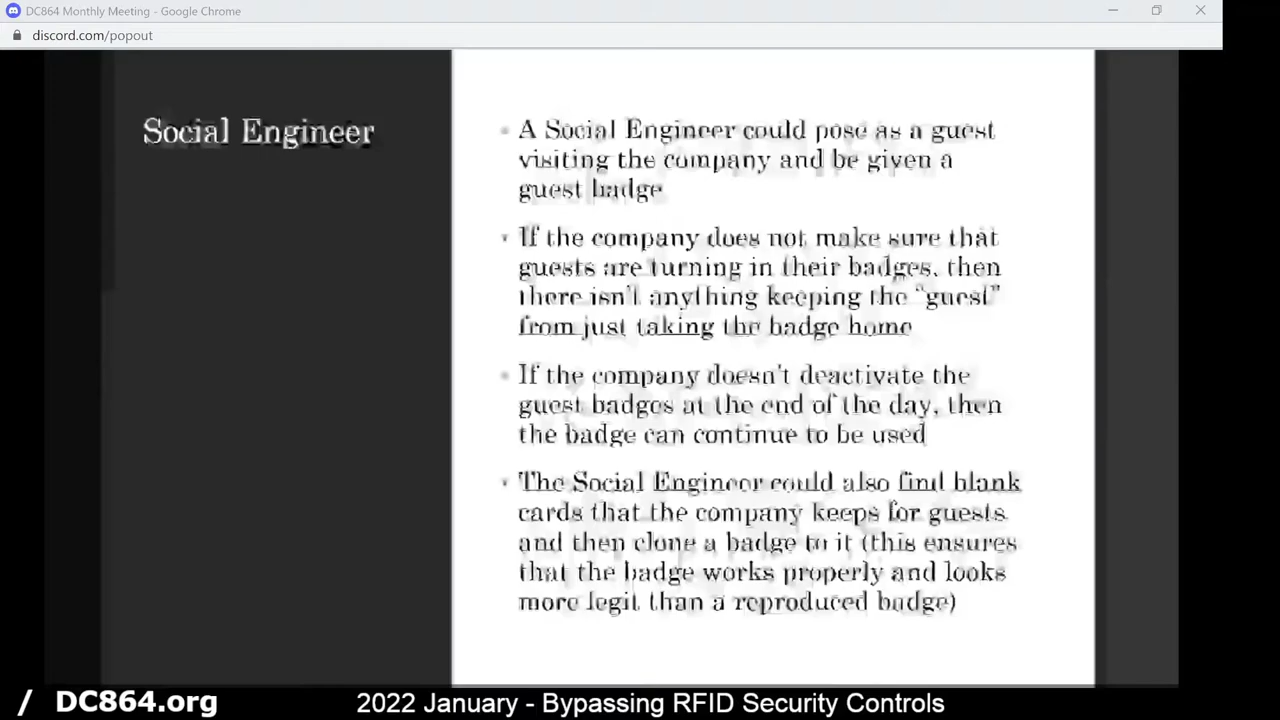 DC864 Monthly Meeting - Google Chrome
discord.com/popout
Social Engineer
A Social Engineer could pose as a guest
visiting the company and be given a
guest badge
If the company does not make sure that
guests are turning in their badges, then
there isn't anything keeping the "guest"
from just taking the badge home
If the company doesn't deactivate the
guest badges at the end of the day, then
the badge can continue to be used
The Social Engineer could also find blank
cards that the company keeps for guests
and then clone a badge to it (this ensures
that the badge works properly and looks
more legit than a reproduced badge)
/ DC864.org
2022 January - Bypassing RFID Security Controls